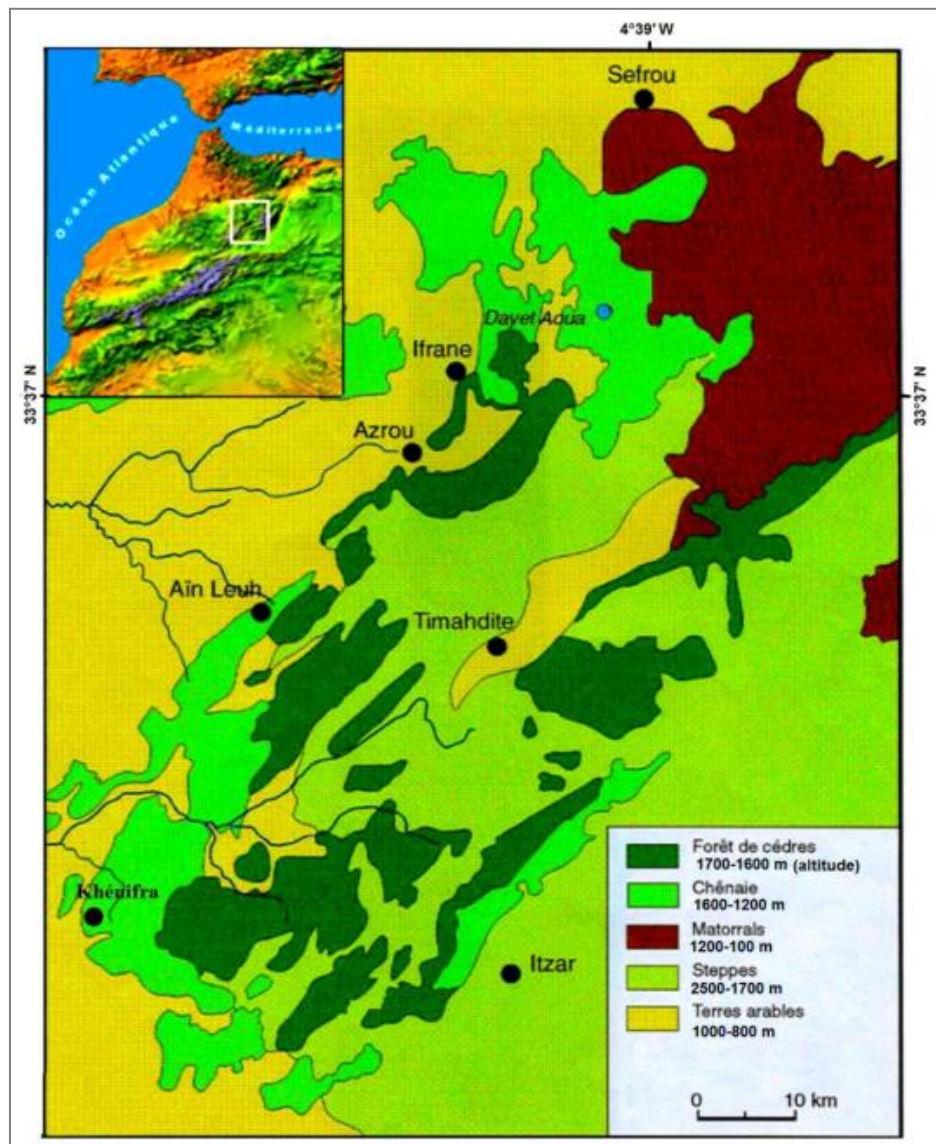 4°39' W
Sefrou
Océan Atlantique
Méditerranée
Dayet Aoua
Ifrane
33°37' N
33°37' N
Azrou
Aïn Leuh
Timahdite
Khénifra
Itzar
Forêt de cédres
1700-1600 m (altitude)
Chênaie
1600-1200 m
Matorrals
1200-100 m
Steppes
2500-1700 m
Terres arables
1000-800 m
0 10 km